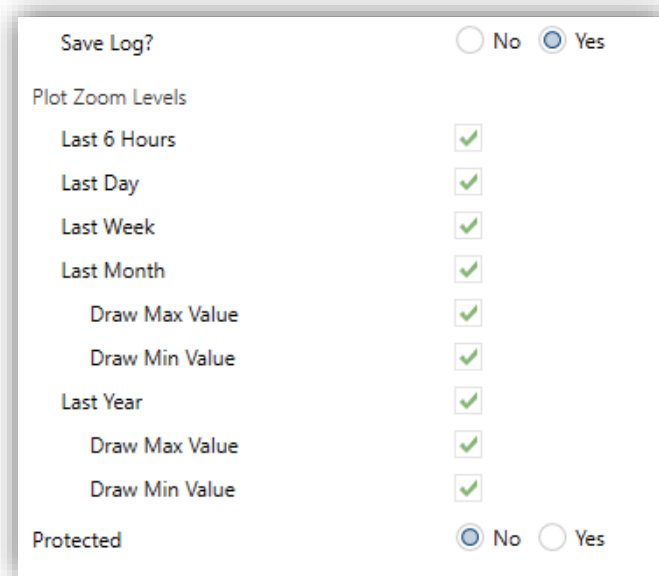 Save Log? No Yes
Plot Zoom Levels
Last 6 Hours
Last Day
Last Week
Last Month
Draw Max Value
Draw Min Value
Last Year
Draw Max Value
Draw Min Value
Protected No Yes